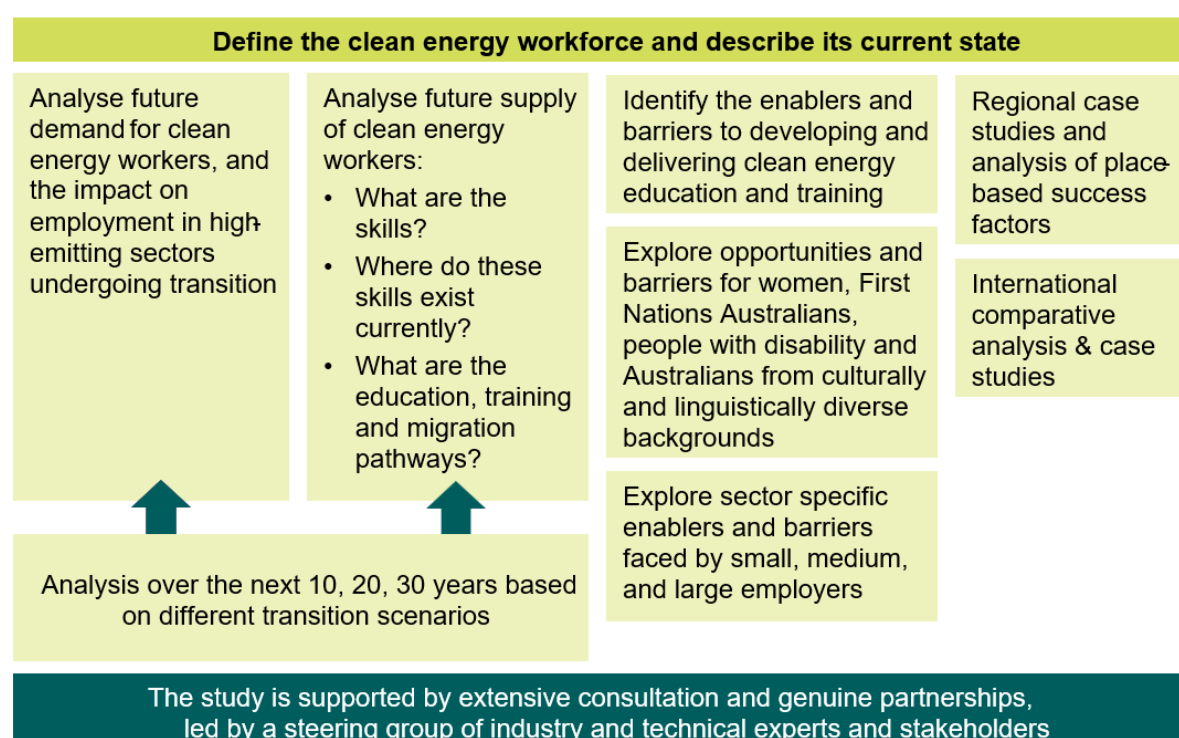 Define the clean energy workforce and describe its current state
Analyse future
demand for clean
energy workers, and
the impact on
employment in high-
emitting sectors
undergoing transition
Analyse future supply
of clean energy
workers:
• What are the
skills?
• Where do these
skills exist
currently?
• What are the
education, training
and migration
pathways?
Analysis over the next 10, 20, 30 years based
on different transition scenarios
Identify the enablers and
barriers to developing and
delivering clean energy
education and training
Explore opportunities and
barriers for women, First
Nations Australians,
people with disability and
Australians from culturally
and linguistically diverse
backgrounds
Explore sector specific
enablers and barriers
faced by small, medium,
and large employers
Regional case
studies and
analysis of place-
based success
factors
International
comparative
analysis & case
studies
The study is supported by extensive consultation and genuine partnerships,
led by a steering group of industry and technical experts and stakeholders